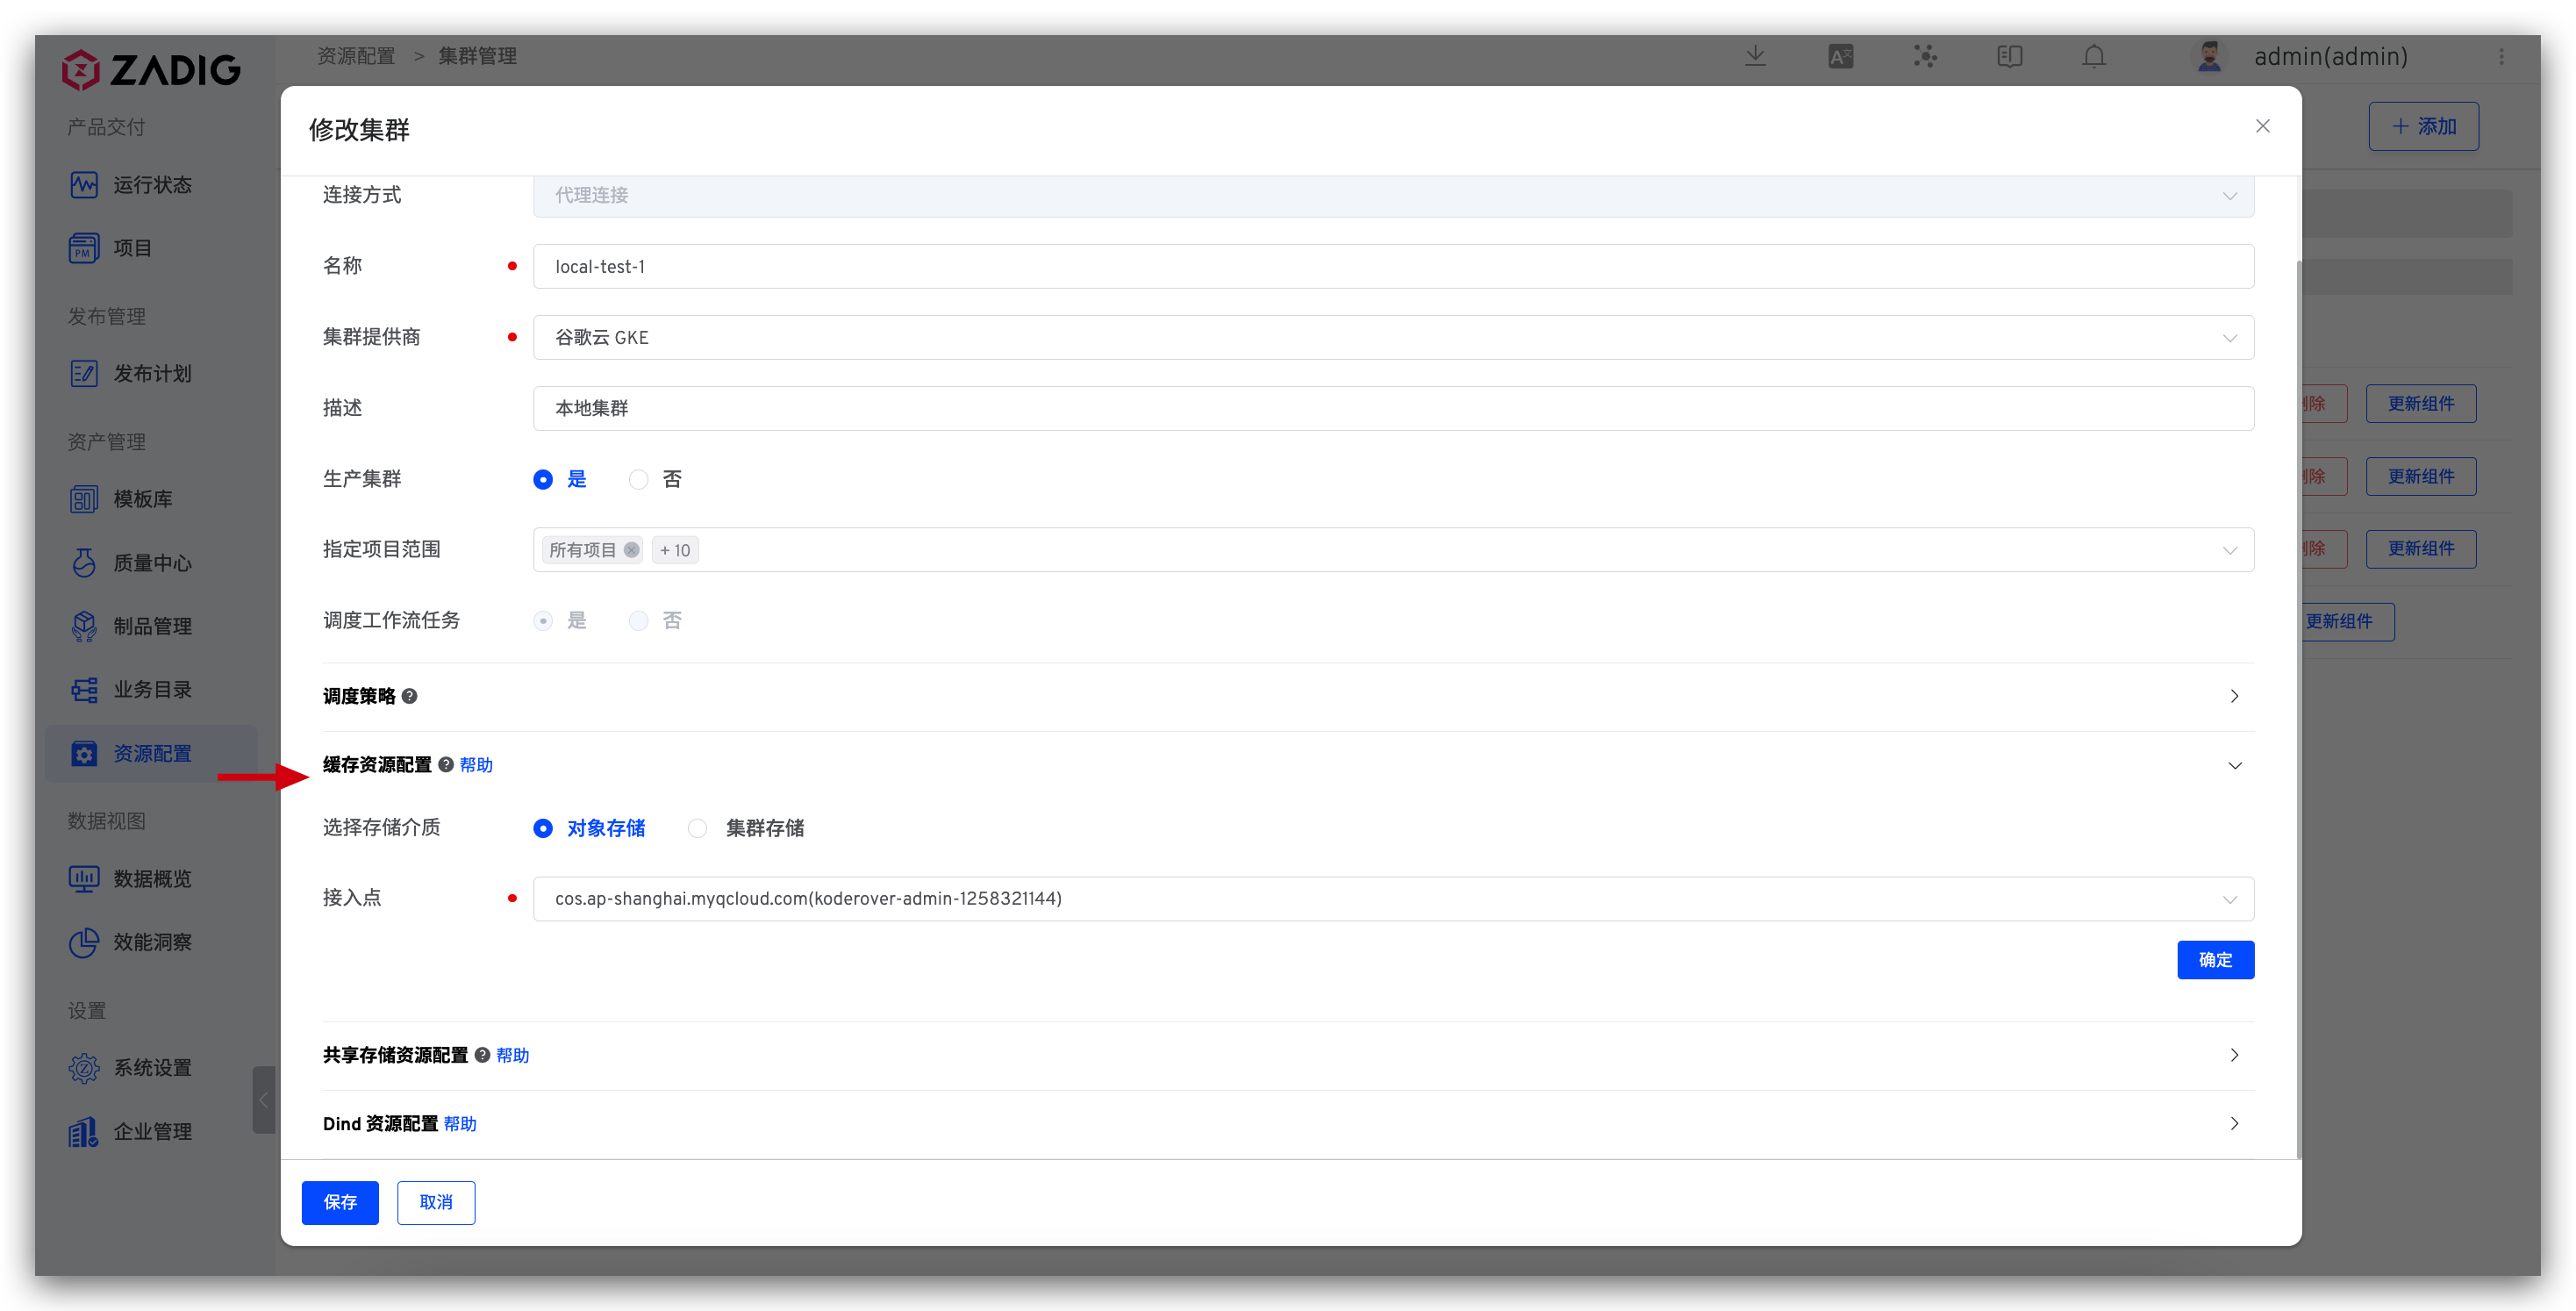 ZADIG
资源配置 > 集群管理
A文
admin(admin)
产品交付
运行状态
PM
项目
发布管理
发布计划
资产管理
模板库
质量中心
制品管理
业务目录
资源配置
数据视图
数据概览
效能洞察
设置
系统设置
企业管理
+ 添加
修改集群
连接方式 代理连接
名称 local-test-1
集群提供商 谷歌云 GKE
描述 本地集群
生产集群 是 否
指定项目范围 所有项目 + 10
调度工作流任务 是 否
调度策略 ?
缓存资源配置 ? 帮助
选择存储介质 对象存储 集群存储
接入点 cos.ap-shanghai.myqcloud.com(koderover-admin-1258321144)
确定
共享存储资源配置 ? 帮助
Dind 资源配置 帮助
保存 取消
除 更新组件
除 更新组件
除 更新组件
更新组件